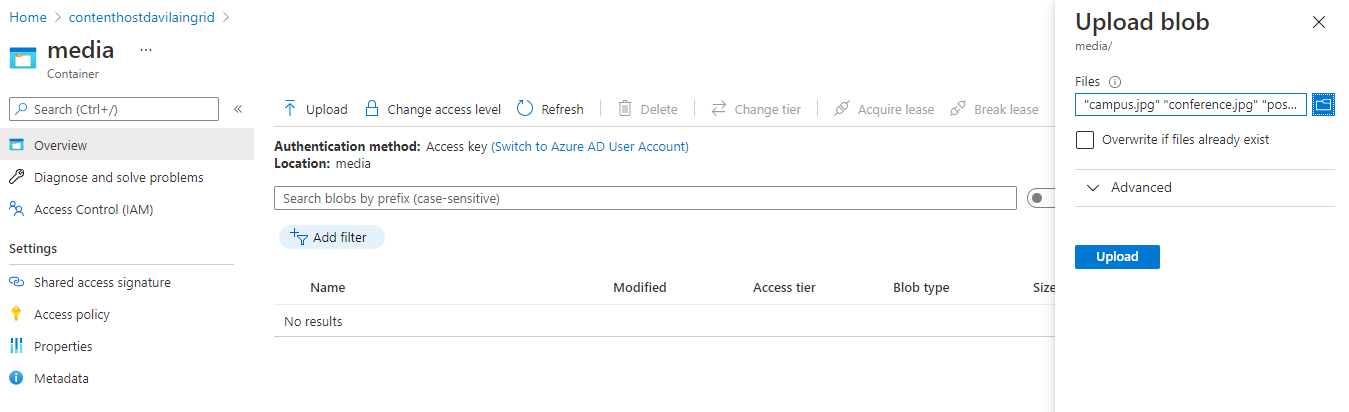 Home > contenthostdavilaingrid >
media ...
Container
Search (Ctrl+/)
Overview
Diagnose and solve problems
Access Control (IAM)
Settings
Shared access signature
Access policy
Properties
Metadata
Upload Change access level Refresh Delete Change tier Acquire lease Break lease
Authentication method: Access key (Switch to Azure AD User Account)
Location: media
Search blobs by prefix (case-sensitive)
Add filter
Name Modified Access tier Blob type Size
No results
Upload blob
media/
Files
"campus.jpg" "conference.jpg" "pos...
Overwrite if files already exist
Advanced
Upload